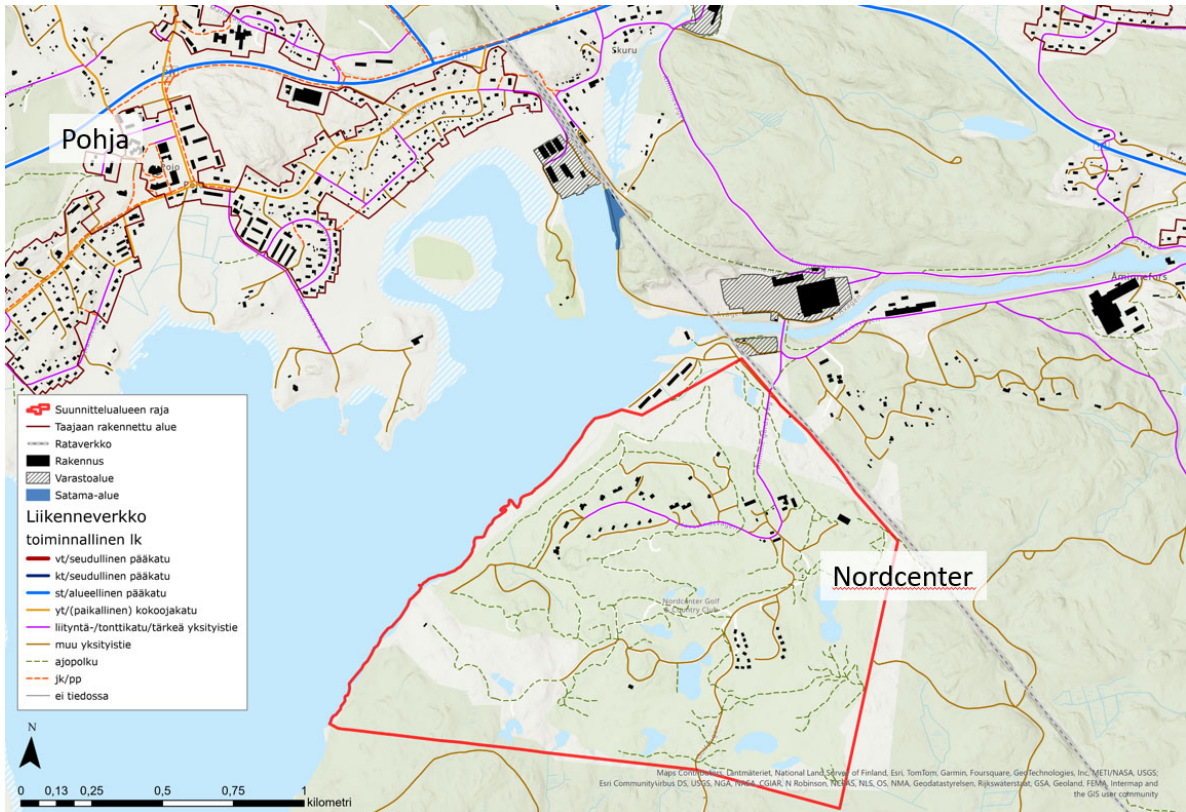 Skuru
Pohja
Pojo
Åminnefors
Suunnittelualueen raja
Taajaan rakennettu alue
Rataverkko
Rakennus
Varastoalue
Satama-alue
Liikenneverkko
toiminnallinen lk
vt/seudullinen pääkatu
kt/seudullinen pääkatu
st/alueellinen pääkatu
yt/(paikallinen) kokoojakatu
liityntä-/tonttikatu/tärkeä yksityistie
muu yksityistie
ajopolku
jk/pp
ei tiedossa
Nordcenter
Nordcenter Golf
& Country Club
N
0 0,13 0,25 0,5 0,75 1
kilometri
Maps Contributors: Lantmäteriet, National Land Survey of Finland, Esri, TomTom, Garmin, Foursquare, GeoTechnologies, Inc, METI/NASA, USGS;
Esri Community, Airbus DS, USGS, NGA, NASA, CGIAR, N Robinson, NCEAS, NLS, OS, NMA, Geodatastyrelsen, Rijkswaterstaat, GSA, Geoland, FEMA, Intermap and
the GIS user community